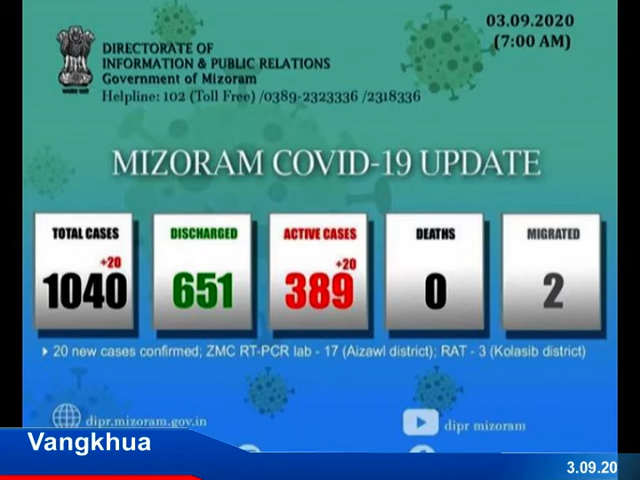 03.09.2020
(7:00 AM)
DIRECTORATE OF
INFORMATION & PUBLIC RELATIONS
Government of Mizoram
Helpline: 102 (Toll Free) /0389-2323336 /2318336
MIZORAM COVID-19 UPDATE
TOTAL CASES
+20
1040
DISCHARGED
651
ACTIVE CASES
+20
389
DEATHS
0
MIGRATED
2
20 new cases confirmed; ZMC RT-PCR lab - 17 (Aizawl district); RAT - 3 (Kolasib district)
dipr.mizoram.gov.in
dipr mizoram
Vangkhua
3.09.20